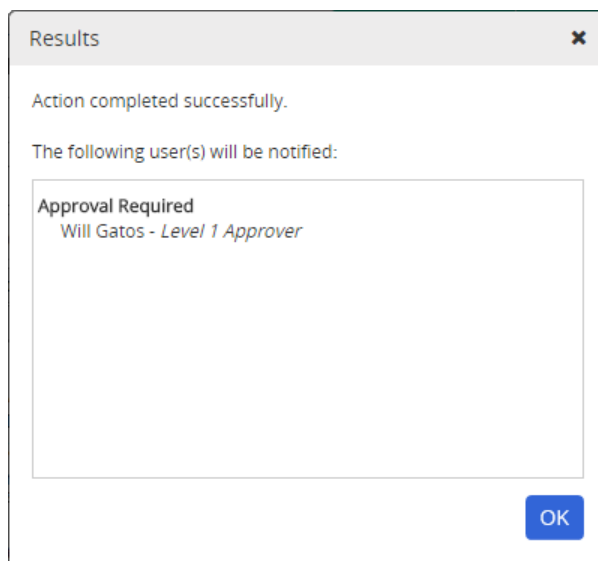 Results
Action completed successfully.
The following user(s) will be notified:
Approval Required
Will Gatos - Level 1 Approver
OK